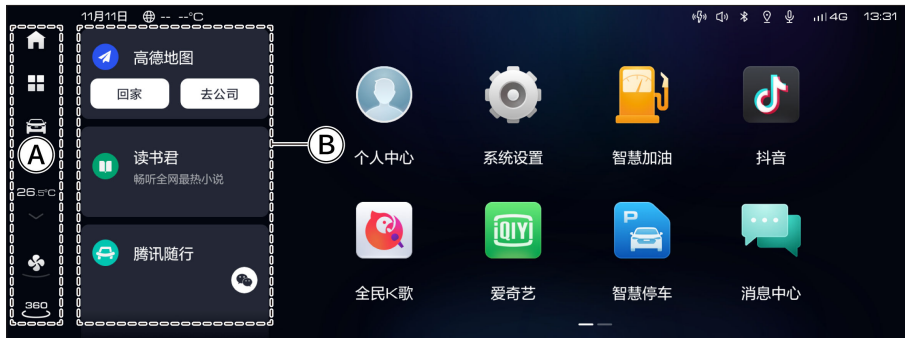 11月11日 -- --°C
4G 13:31
高德地图
回家 去公司
A
B
读书君
畅听全网最热小说
26.5°C
腾讯随行
360
个人中心 系统设置 智慧加油 抖音
iQIYI
P
全民K歌 爱奇艺 智慧停车 消息中心